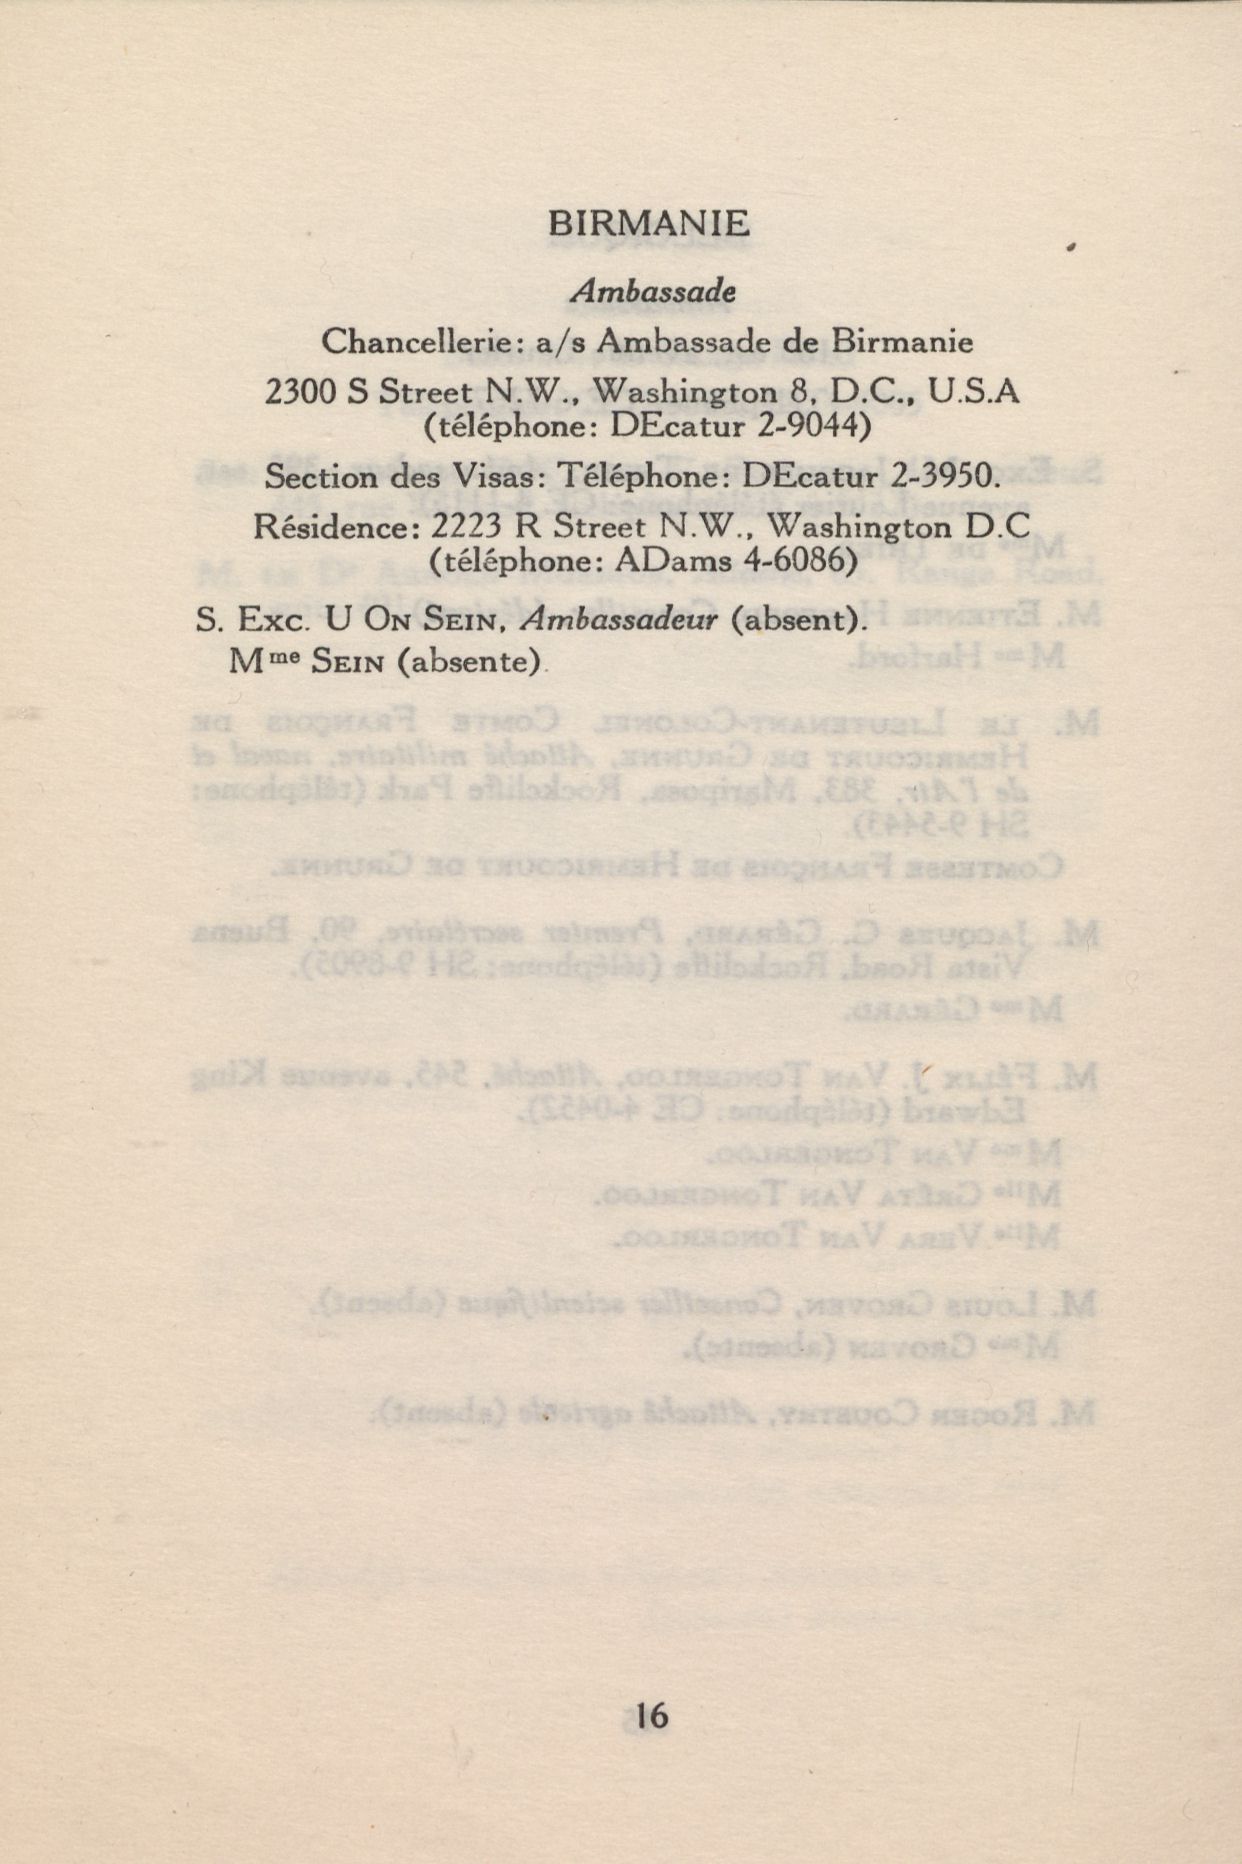 BIRMANIE
Ambassade
Chancellerie: a/s Ambassade de Birmanie
2300 S Street N.W., Washington 8, D.C., U.S.A
(téléphone: DEcatur 2-9044)
Section des Visas: Téléphone: DEcatur 2-3950.
Résidence: 2223 R Street N.W., Washington D.C
(téléphone: ADams 4-6086)
S. Exc. U On Sein, Ambassadeur (absent).
Mme Sein (absente).
16